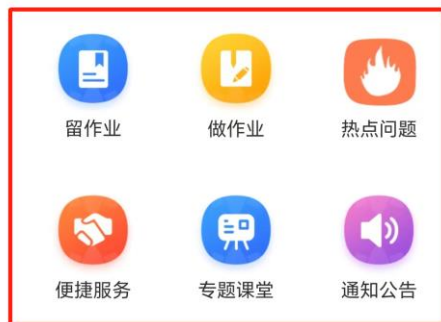 留作业
做作业
热点问题
便捷服务
专题课堂
通知公告